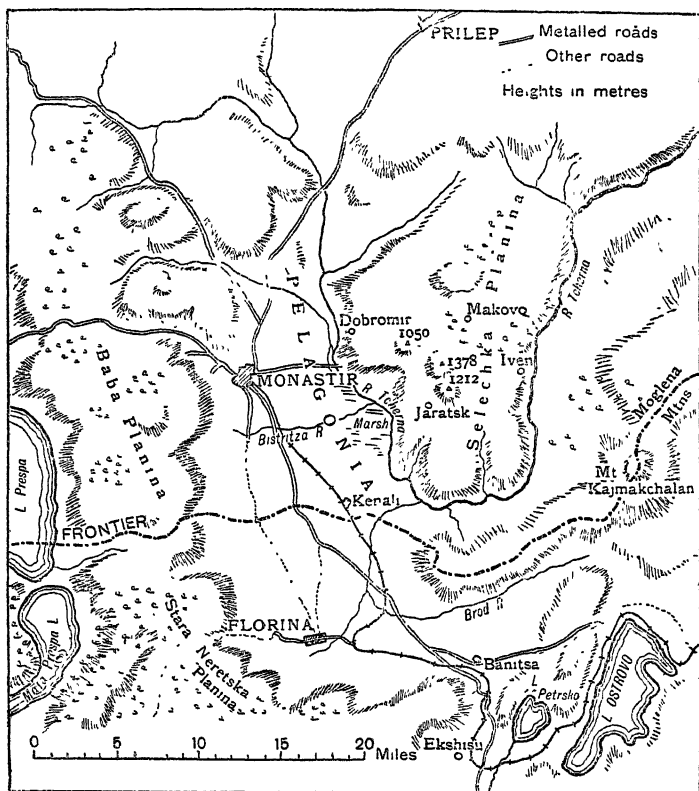 PRILEP
Metalled roads
Other roads
Heights in metres
PELAGONIA
Selechka Planina
R Tcherna
Dobromir
1050
Makovo
1378
1212
Iven
Jaratsk
Baba Planina
MONASTIR
R Tcherna
Marsh
Bistritza R
Moglena
Mtns
Mt
Kajmakchalan
L Prespa
Kenali
FRONTIER
Mala Prespa L
Stara
Neretska
Planina
FLORINA
Brod R
Banitsa
L
Petrsko
L OSTROVO
Ekshisu
0 5 10 15 20
Miles